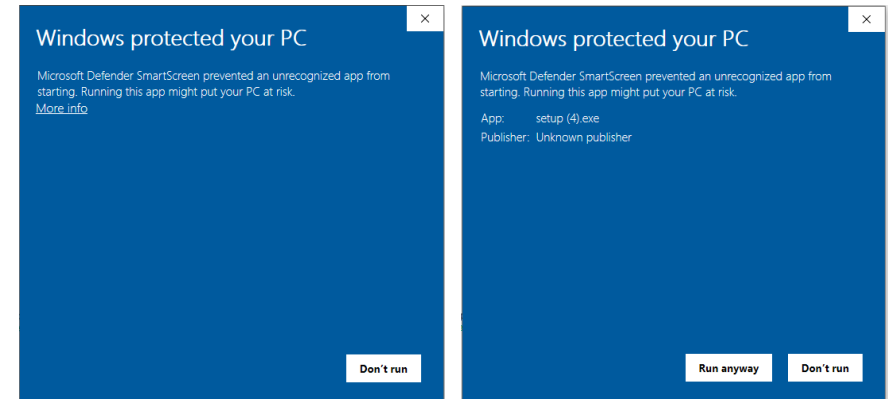 Windows protected your PC
Microsoft Defender SmartScreen prevented an unrecognized app from
starting. Running this app might put your PC at risk.
More info
Don't run
Windows protected your PC
Microsoft Defender SmartScreen prevented an unrecognized app from
starting. Running this app might put your PC at risk.
App: setup (4).exe
Publisher: Unknown publisher
Run anyway Don't run